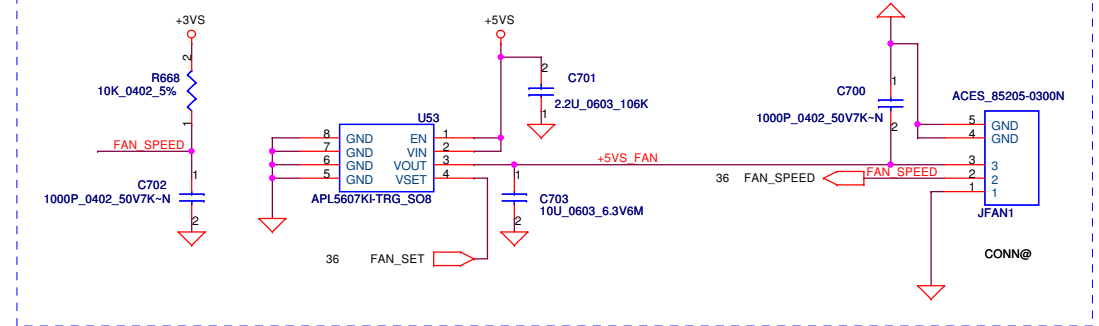 +3VS
2
R668
10K_0402_5%
1
FAN_SPEED
1
C702
1000P_0402_50V7K~N
2
+5VS
2
C701
2.2U_0603_106K
1
U53
8 GND EN 1
7 GND VIN 2
6 GND VOUT 3
5 GND VSET 4
APL5607KI-TRG_SO8
+5VS_FAN
1
C703
10U_0603_6.3V6M
2
36 FAN_SET
1
C700
1000P_0402_50V7K~N
2
ACES_85205-0300N
5 GND
4 GND
3 3
36 FAN_SPEED FAN_SPEED 2 2
1 1
JFAN1
CONN@